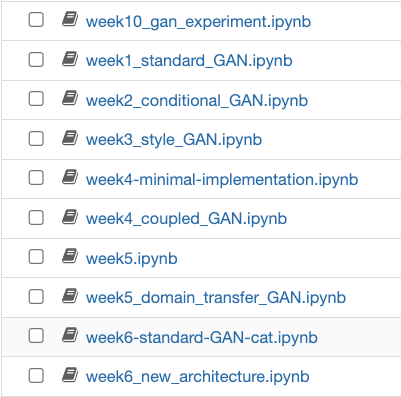 week10_gan_experiment.ipynb
week1_standard_GAN.ipynb
week2_conditional_GAN.ipynb
week3_style_GAN.ipynb
week4-minimal-implementation.ipynb
week4_coupled_GAN.ipynb
week5.ipynb
week5_domain_transfer_GAN.ipynb
week6-standard-GAN-cat.ipynb
week6_new_architecture.ipynb